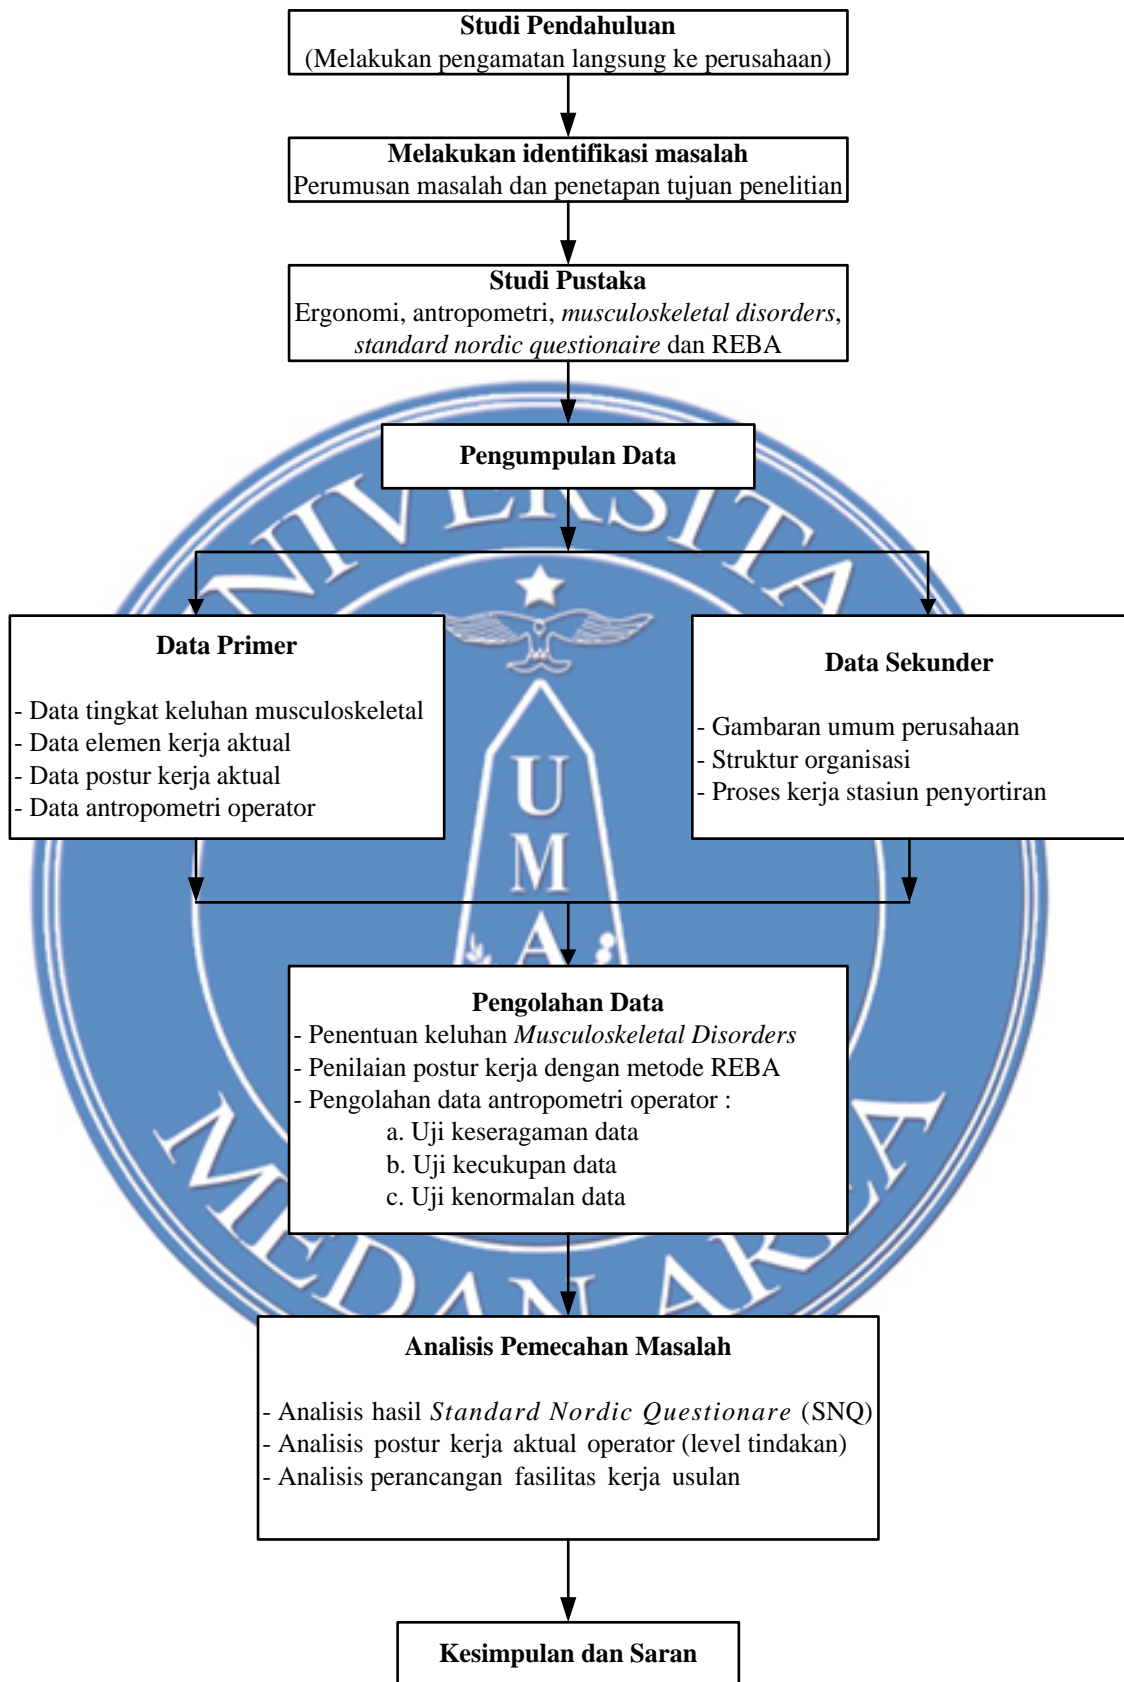 Studi Pendahuluan
(Melakukan pengamatan langsung ke perusahaan)
Melakukan identifikasi masalah
Perumusan masalah dan penetapan tujuan penelitian
Studi Pustaka
Ergonomi, antropometri, musculoskeletal disorders,
standard nordic questionaire dan REBA
Pengumpulan Data
NIVERSITA
Data Primer
- Data tingkat keluhan musculoskeletal
- Data elemen kerja aktual
- Data postur kerja aktual
- Data antropometri operator
Data Sekunder
- Gambaran umum perusahaan
- Struktur organisasi
- Proses kerja stasiun penyortiran
U
M
A
Pengolahan Data
- Penentuan keluhan Musculoskeletal Disorders
- Penilaian postur kerja dengan metode REBA
- Pengolahan data antropometri operator :
a. Uji keseragaman data
b. Uji kecukupan data
c. Uji kenormalan data
MEDAN AREA
Analisis Pemecahan Masalah
- Analisis hasil Standard Nordic Questionare (SNQ)
- Analisis postur kerja aktual operator (level tindakan)
- Analisis perancangan fasilitas kerja usulan
Kesimpulan dan Saran